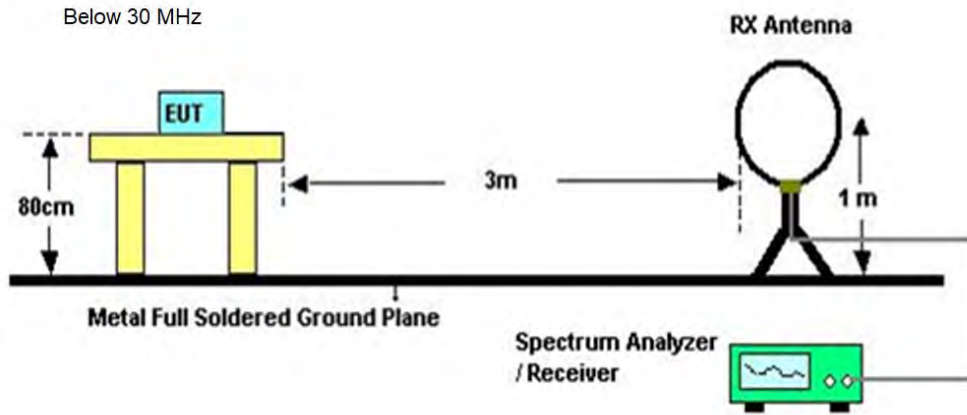 Below 30 MHz
RX Antenna
EUT
3m
80cm
1 m
Metal Full Soldered Ground Plane
Spectrum Analyzer
/ Receiver